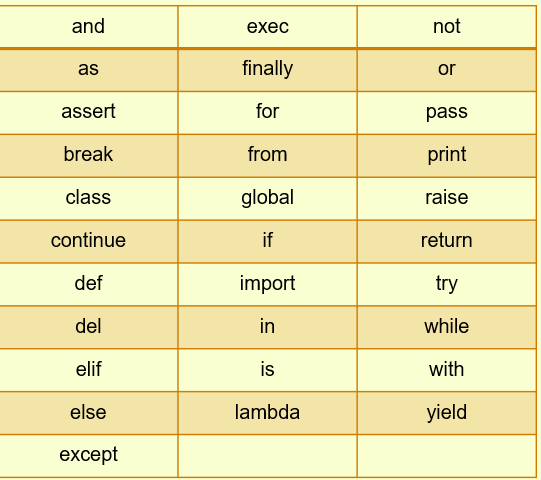 and exec not
as finally or
assert for pass
break from print
class global raise
continue if return
def import try
del in while
elif is with
else lambda yield
except